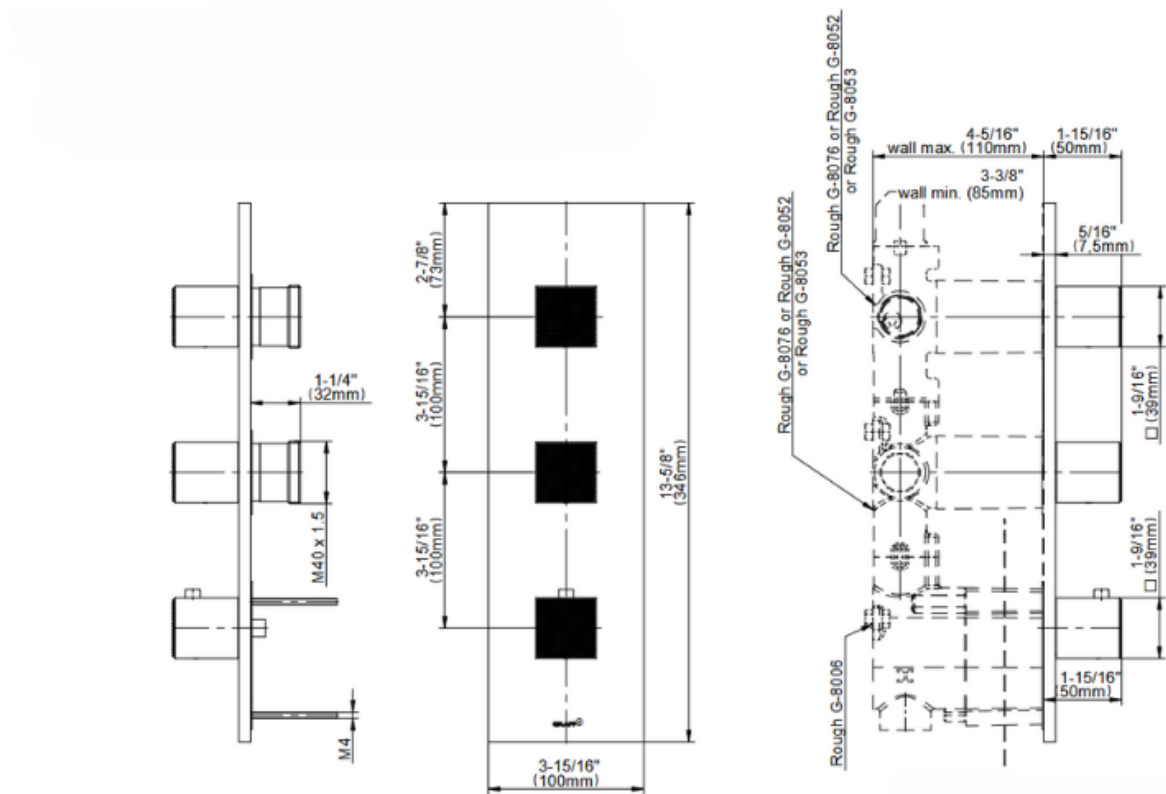 1-1/4"
(32mm)
M40 x 1.5
M4
2-7/8"
(73mm)
3-15/16"
(100mm)
3-15/16"
(100mm)
13-5/8"
(346mm)
3-15/16"
(100mm)
Rough G-8076 or Rough G-8052
or Rough G-8053
Rough G-8076 or Rough G-8052
or Rough G-8053
Rough G-8006
4-5/16"
wall max. (110mm)
1-15/16"
(50mm)
3-3/8"
wall min. (85mm)
5/16"
(7,5mm)
1-9/16"
□ (39mm)
1-9/16"
□ (39mm)
1-15/16"
(50mm)